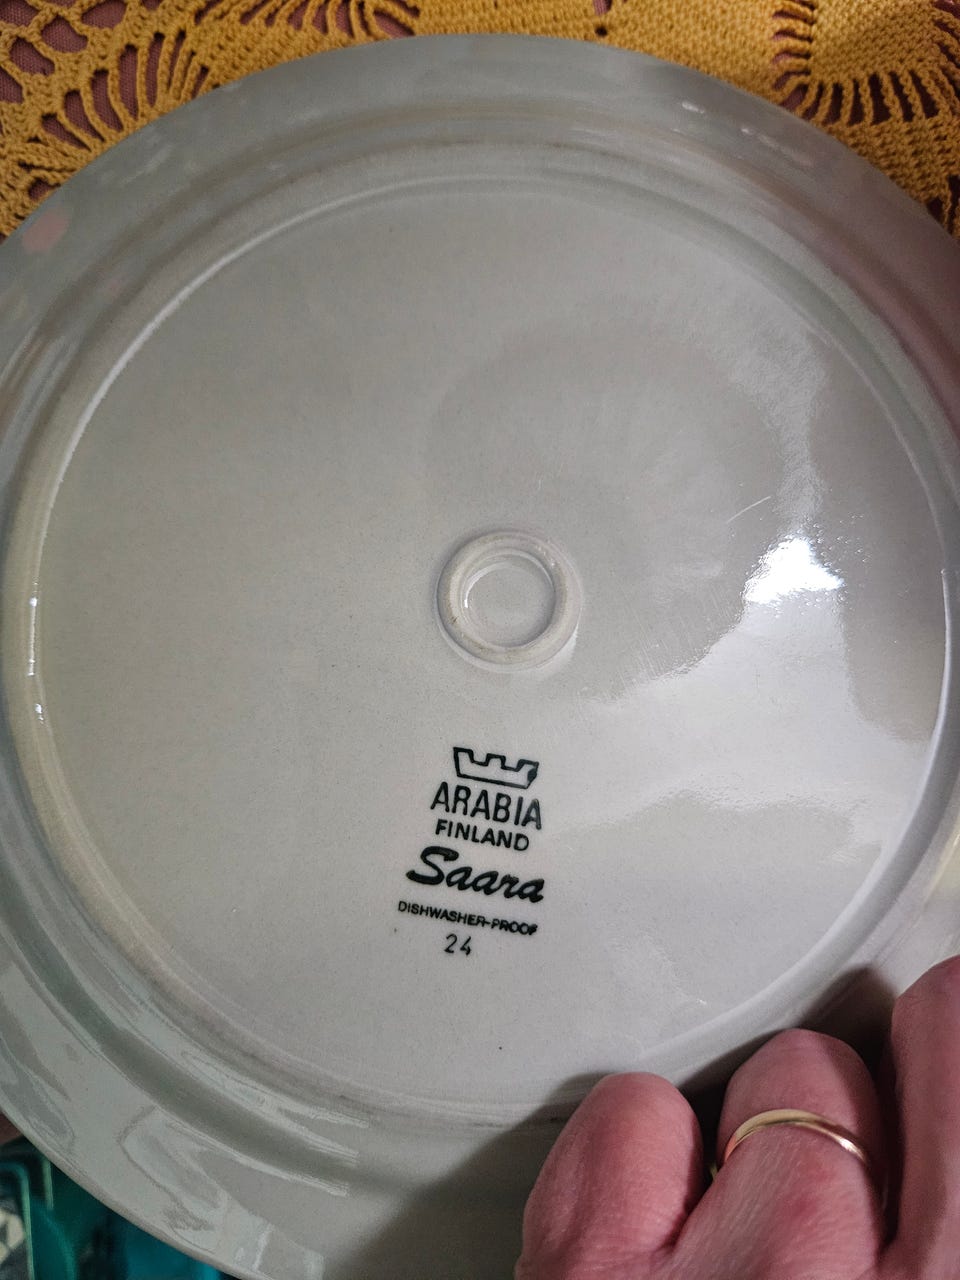 ARABIA
FINLAND
Saara
DISHWASHER-PROOF
24